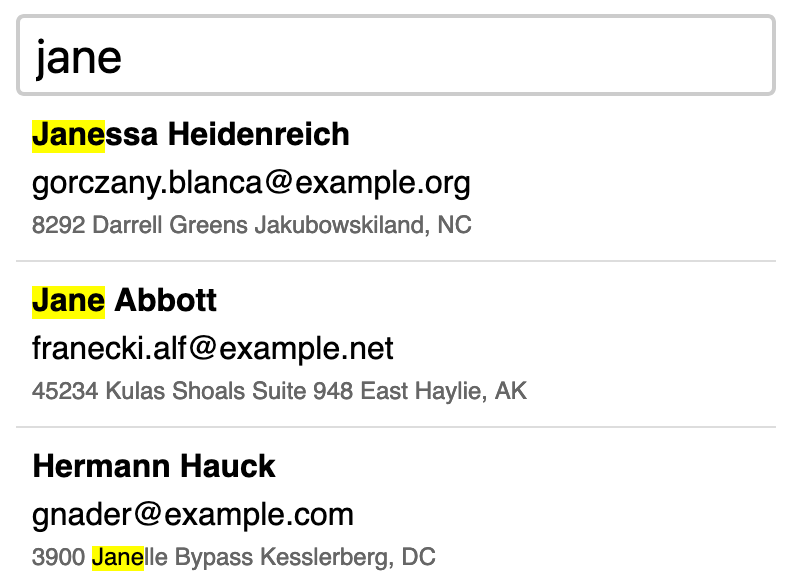 jane
Janessa Heidenreich
gorczany.blanca@example.org
8292 Darrell Greens Jakubowskiland, NC
Jane Abbott
franecki.alf@example.net
45234 Kulas Shoals Suite 948 East Haylie, AK
Hermann Hauck
gnader@example.com
3900 Janelle Bypass Kesslerberg, DC